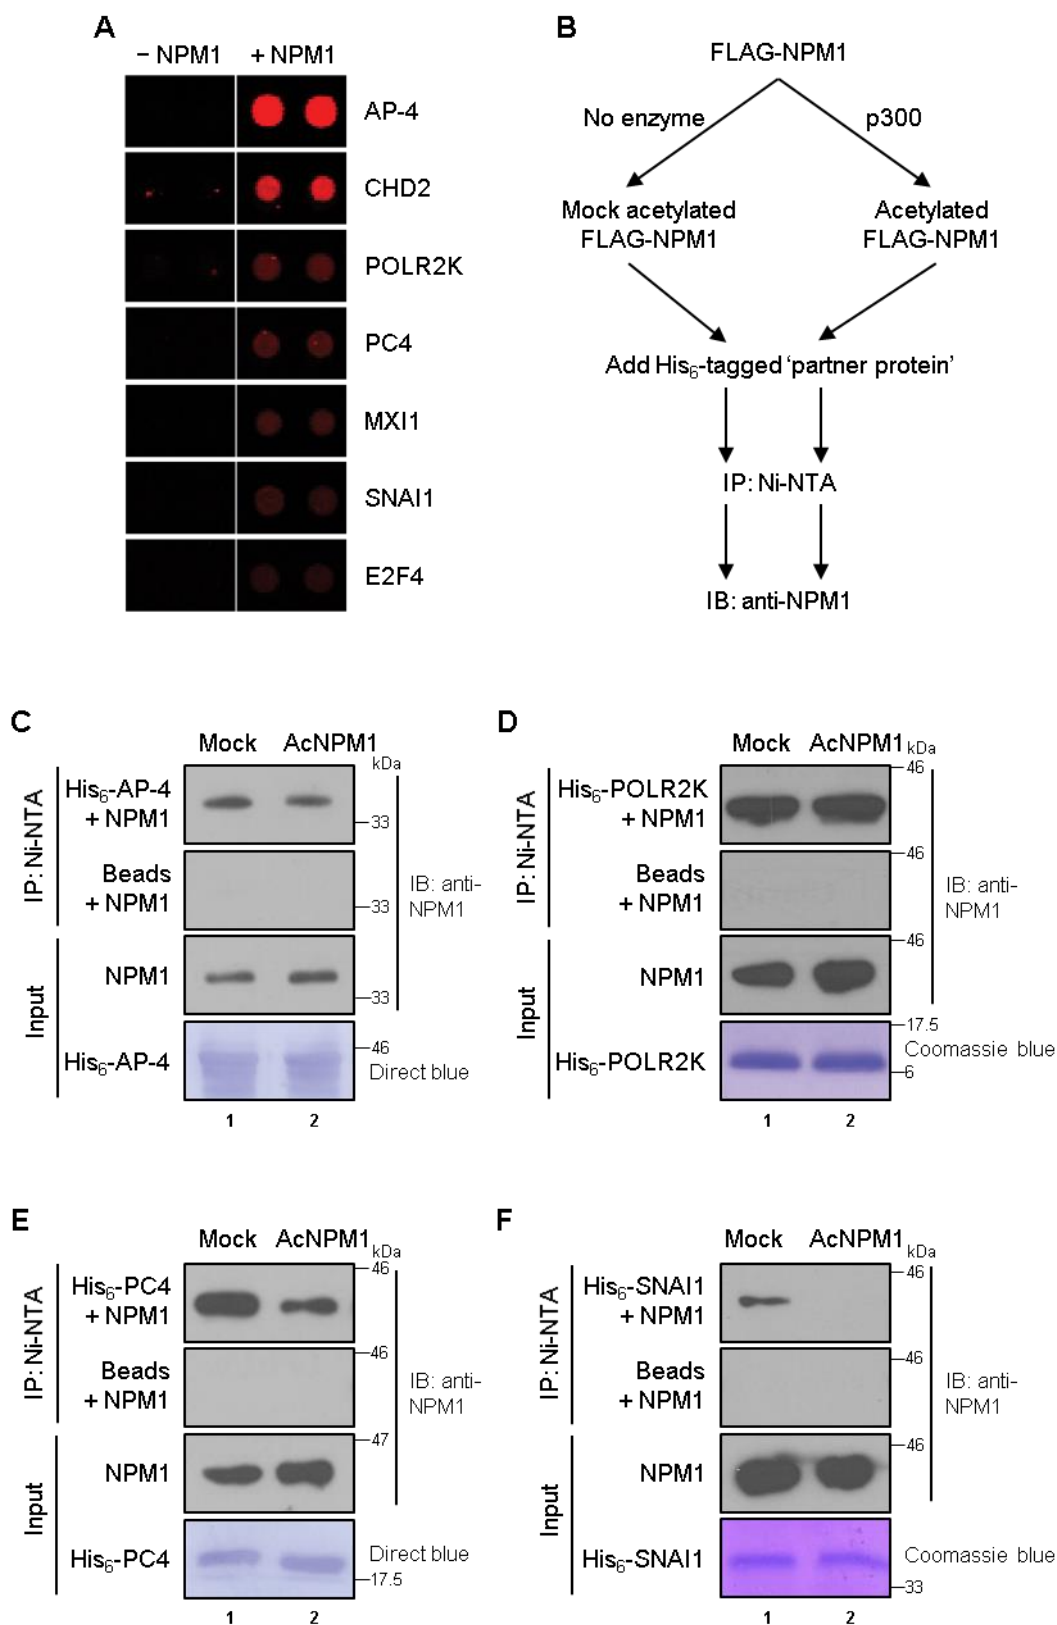 A
− NPM1 + NPM1
AP-4
CHD2
POLR2K
PC4
MXI1
SNAI1
E2F4
B
FLAG-NPM1
No enzyme
p300
Mock acetylated
FLAG-NPM1
Acetylated
FLAG-NPM1
Add His6-tagged ‘partner protein’
IP: Ni-NTA
IB: anti-NPM1
C
Mock AcNPM1
kDa
IP: Ni-NTA
His6-AP-4
+ NPM1
33
Beads
+ NPM1
33
IB: anti-
NPM1
Input
NPM1
33
His6-AP-4
46
Direct blue
1 2
D
Mock AcNPM1
kDa
46
IP: Ni-NTA
His6-POLR2K
+ NPM1
46
Beads
+ NPM1
IB: anti-
NPM1
46
Input
NPM1
17.5
His6-POLR2K
Coomassie blue
6
1 2
E
Mock AcNPM1
kDa
46
IP: Ni-NTA
His6-PC4
+ NPM1
46
Beads
+ NPM1
IB: anti-
NPM1
47
Input
NPM1
His6-PC4
Direct blue
17.5
1 2
F
Mock AcNPM1
kDa
46
IP: Ni-NTA
His6-SNAI1
+ NPM1
46
Beads
+ NPM1
IB: anti-
NPM1
46
Input
NPM1
His6-SNAI1
Coomassie blue
33
1 2